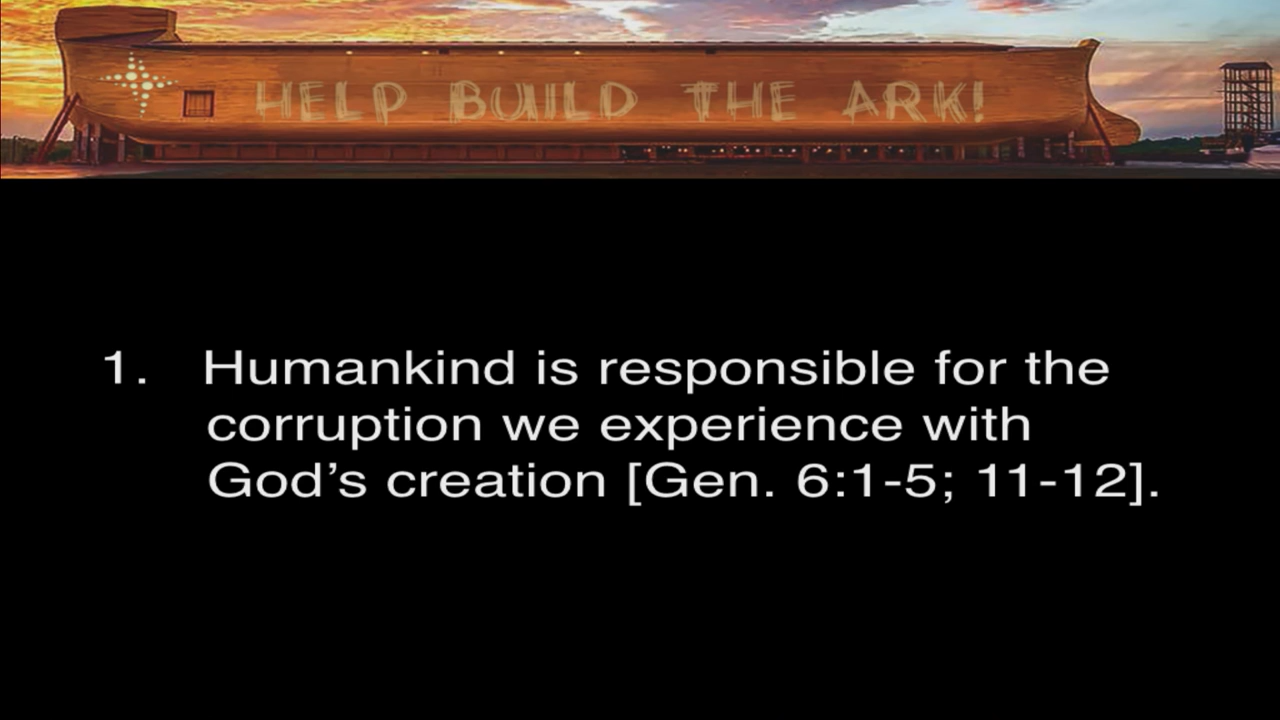 HELP BUILD THE ARK!
1. Humankind is responsible for the
corruption we experience with
God’s creation [Gen. 6:1-5; 11-12].